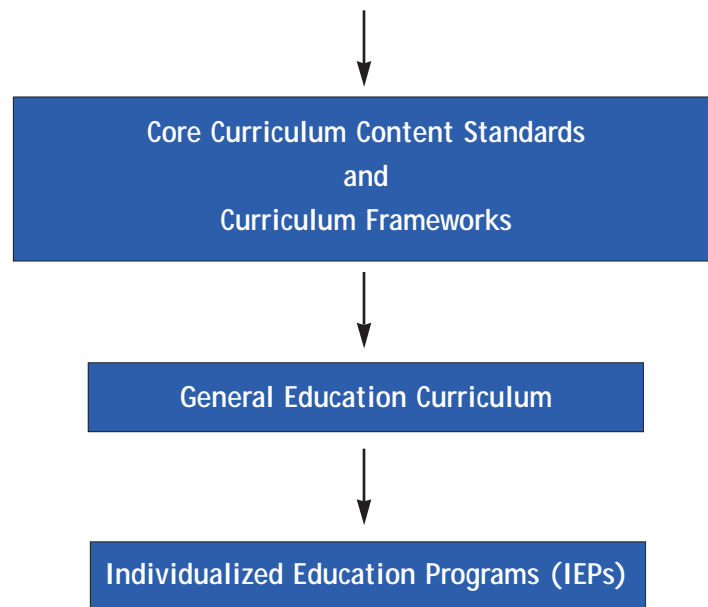 Core Curriculum Content Standards
and
Curriculum Frameworks
General Education Curriculum
Individualized Education Programs (IEPs)